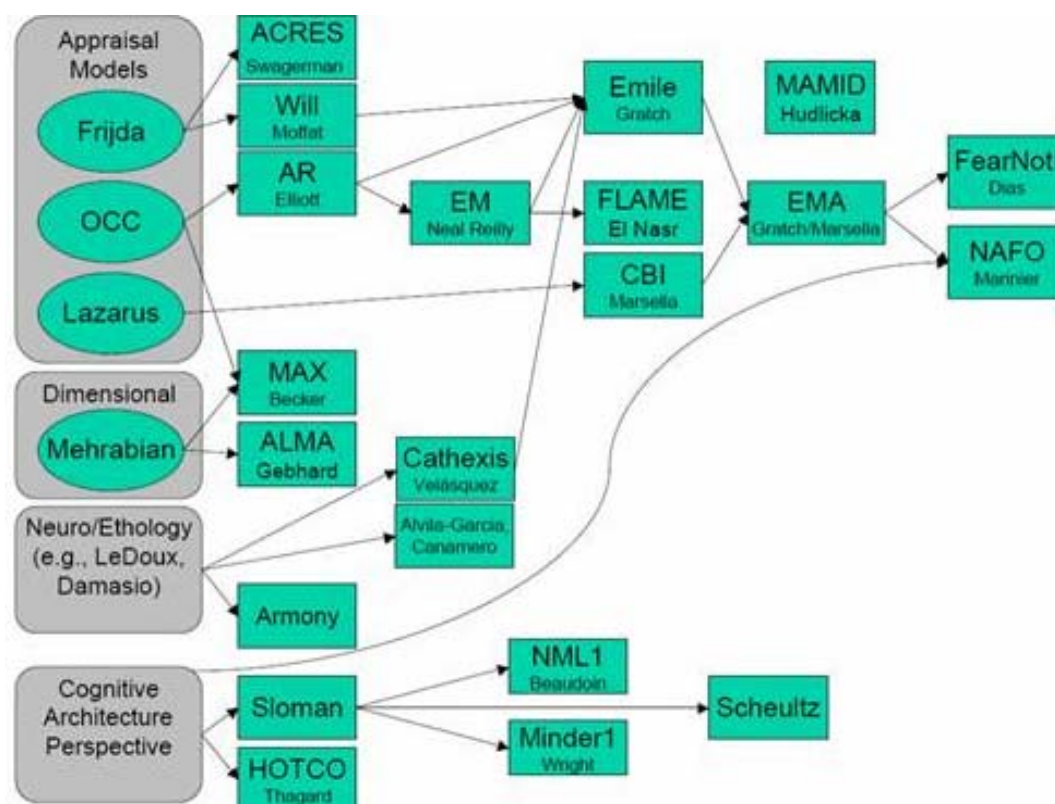 Appraisal
Models
Frijda
OCC
Lazarus
Dimensional
Mehrabian
Neuro/Ethology
(e.g., LeDoux,
Damasio)
Cognitive
Architecture
Perspective
ACRES
Swagerman
Will
Moffat
AR
Elliott
MAX
Becker
ALMA
Gebhard
Armony
Sloman
HOTCO
Thagard
EM
Neal Reilly
Cathexis
Velásquez
Alvila-Garcia,
Canamero
NML1
Beaudoin
Minder1
Wright
Emile
Gratch
FLAME
El Nasr
CBI
Marsella
MAMID
Hudlicka
EMA
Gratch/Marsella
Scheultz
FearNot
Dias
NAFO
Marinier